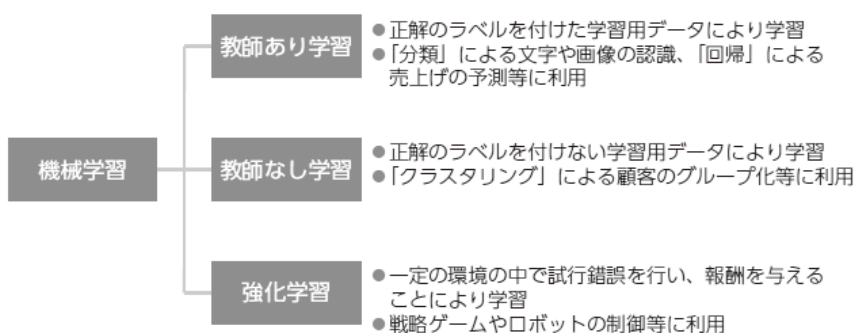 教師あり学習
●正解のラベルを付けた学習用データにより学習
●「分類」による文字や画像の認識、「回帰」による
売上げの予測等に利用
機械学習
教師なし学習
●正解のラベルを付けない学習用データにより学習
●「クラスタリング」による顧客のグループ化等に利用
強化学習
●一定の環境の中で試行錯誤を行い、報酬を与える
ことにより学習
●戦略ゲームやロボットの制御等に利用